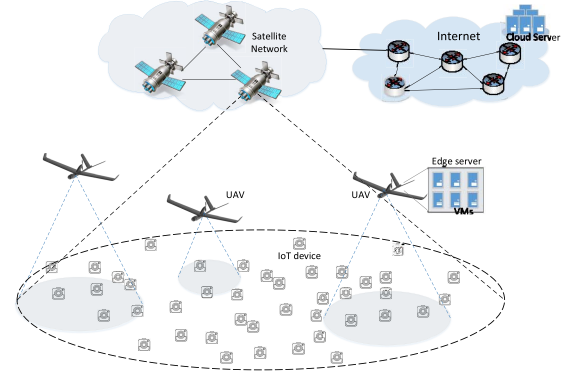 Satellite
Network
Internet
Cloud Server
UAV
UAV
Edge server
VMs
IoT device